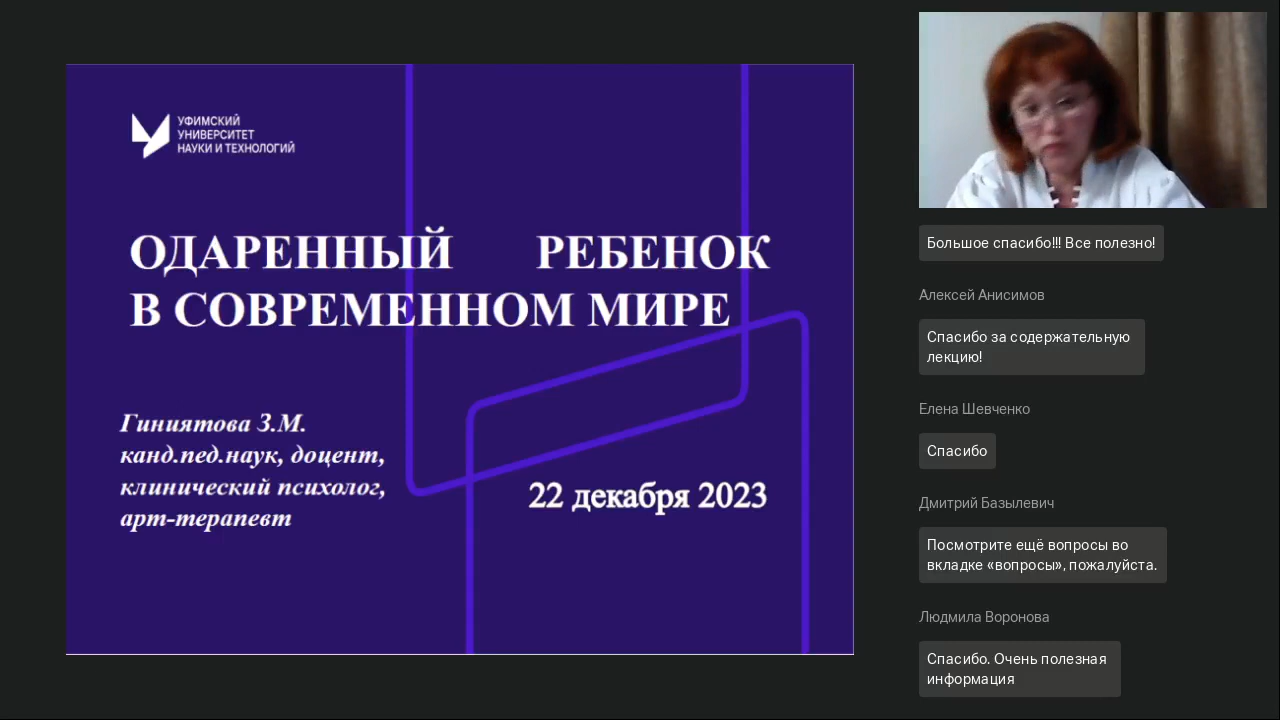 УФИМСКИЙ
УНИВЕРСИТЕТ
НАУКИ И ТЕХНОЛОГИЙ
ОДАРЕННЫЙ РЕБЕНОК
В СОВРЕМЕННОМ МИРЕ
Гиниятова З.М.
канд.пед.наук, доцент,
клинический психолог,
арт-терапевт
22 декабря 2023
Большое спасибо!!! Все полезно!
Алексей Анисимов
Спасибо за содержательную
лекцию!
Елена Шевченко
Спасибо
Дмитрий Базылевич
Посмотрите ещё вопросы во
вкладке «вопросы», пожалуйста.
Людмила Воронова
Спасибо. Очень полезная
информация